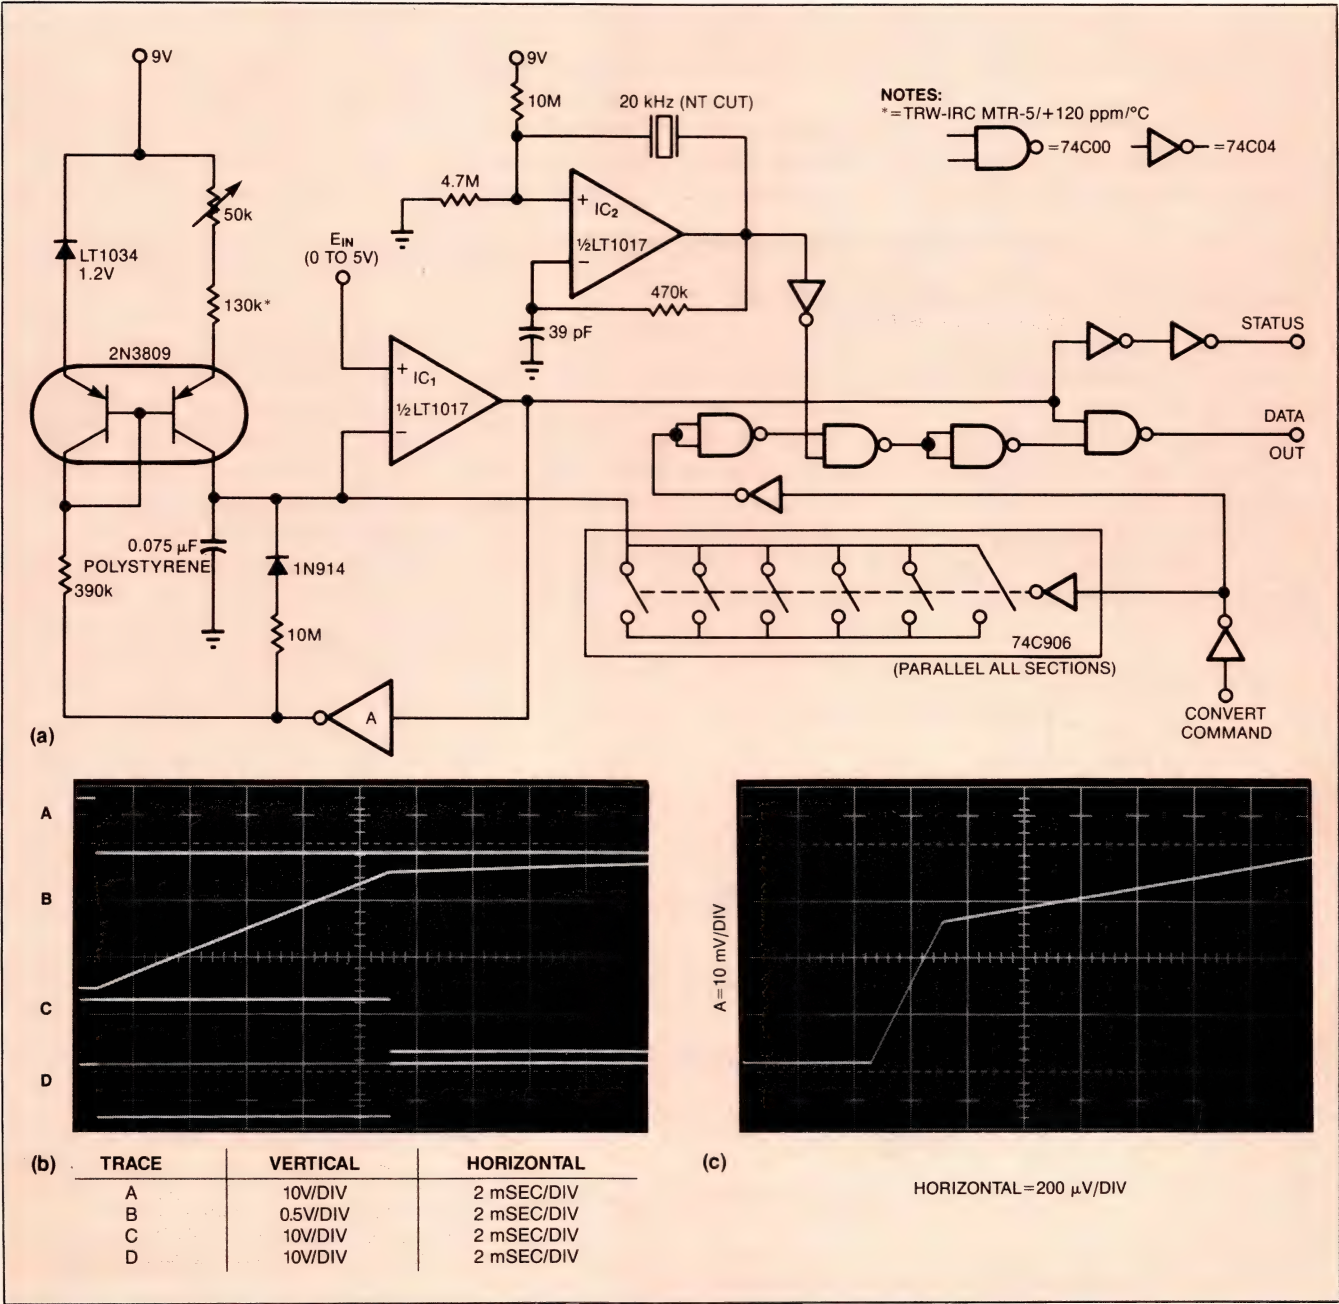 9V
9V
10M
20 kHz (NT CUT)
NOTES:
*=TRW-IRC MTR-5/+120 ppm/°C
=74C00
=74C04
4.7M
50k
LT1034
1.2V
EIN
(0 TO 5V)
+
IC2
½LT1017
−
470k
130k*
39 pF
STATUS
2N3809
+
IC1
½LT1017
−
DATA
OUT
0.075 µF
POLYSTYRENE
1N914
390k
10M
74C906
(PARALLEL ALL SECTIONS)
A
CONVERT
COMMAND
(a)
A
B
C
D
A=10 mV/DIV
(b)
TRACE VERTICAL HORIZONTAL
A 10V/DIV 2 mSEC/DIV
B 0.5V/DIV 2 mSEC/DIV
C 10V/DIV 2 mSEC/DIV
D 10V/DIV 2 mSEC/DIV
(c)
HORIZONTAL=200 µV/DIV